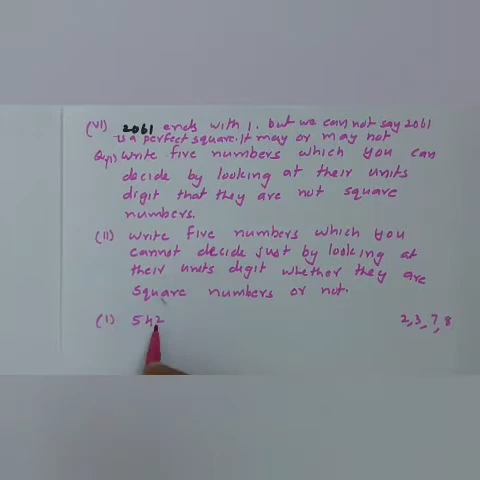 (VI) 2061 ends with 1. but we can not say 2061
is a perfect square. It may or may not
Qy1) Write five numbers which you can
decide by looking at their units
digit that they are not square
numbers.
(II) Write five numbers which you
cannot decide just by looking at
their units digit whether they are
square numbers or not.
(1) 542 2,3,7,8